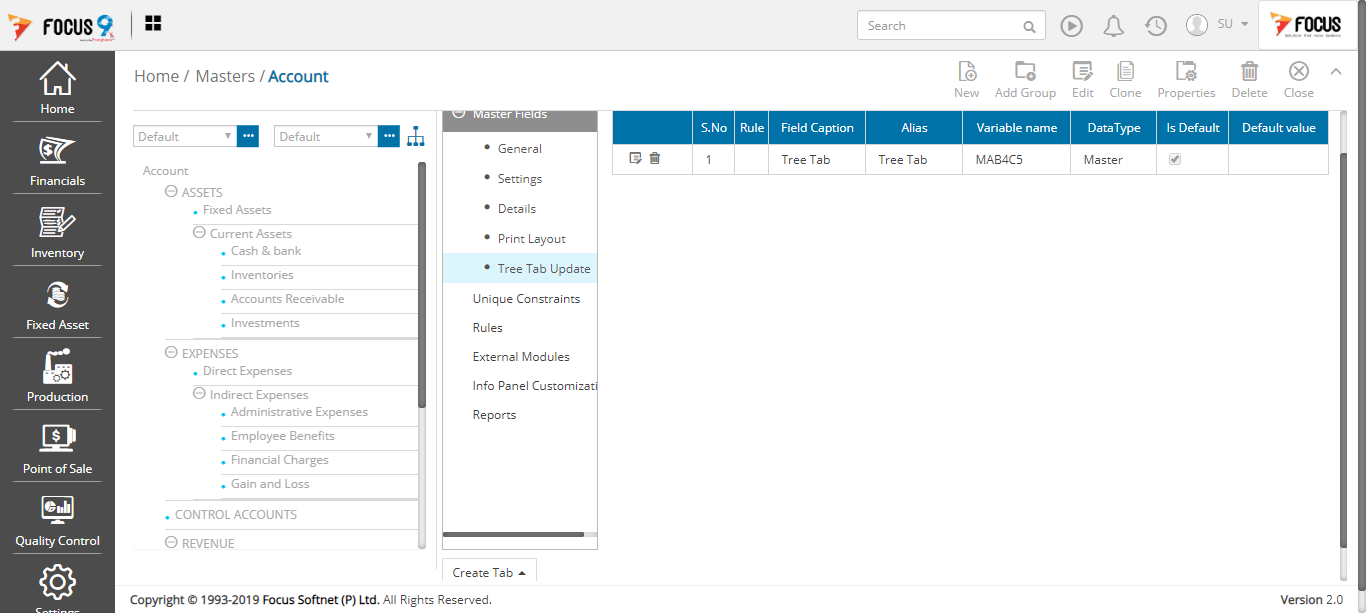 FOCUS 9
Search
SU
FOCUS
Home
Financials
Inventory
Fixed Asset
Production
Point of Sale
Quality Control
Settings
Home / Masters / Account
New
Add Group
Edit
Clone
Properties
Delete
Close
Default
Default
Account
ASSETS
Fixed Assets
Current Assets
Cash & bank
Inventories
Accounts Receivable
Investments
EXPENSES
Direct Expenses
Indirect Expenses
Administrative Expenses
Employee Benefits
Financial Charges
Gain and Loss
CONTROL ACCOUNTS
REVENUE
Master Fields
General
Settings
Details
Print Layout
Tree Tab Update
Unique Constraints
Rules
External Modules
Info Panel Customizati
Reports
Create Tab
S.No Rule Field Caption Alias Variable name DataType Is Default Default value
1 Tree Tab Tree Tab MAB4C5 Master
Copyright © 1993-2019 Focus Softnet (P) Ltd. All Rights Reserved.
Version 2.0